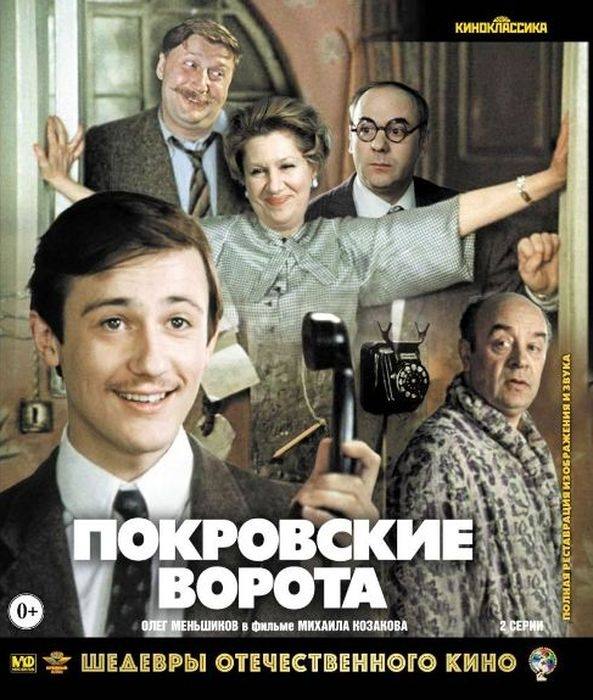 КИНОКЛАССИКА
ПОЛНАЯ РЕСТАВРАЦИЯ ИЗОБРАЖЕНИЯ И ЗВУКА
ПОКРОВСКИЕ
ВОРОТА
0+
ОЛЕГ МЕНЬШИКОВ в фильме МИХАИЛА КОЗАКОВА
2 СЕРИИ
ШЕДЕВРЫ ОТЕЧЕСТВЕННОГО КИНО